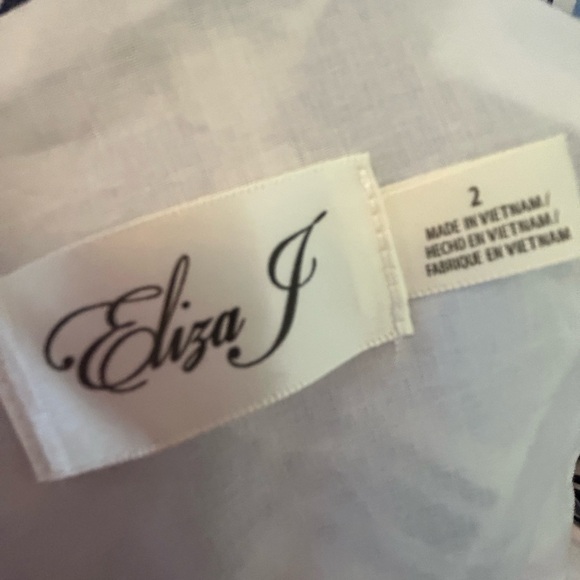 Eliza J
2
MADE IN VIETNAM/
HECHO EN VIETNAM/
FABRIQUE EN VIETNAM